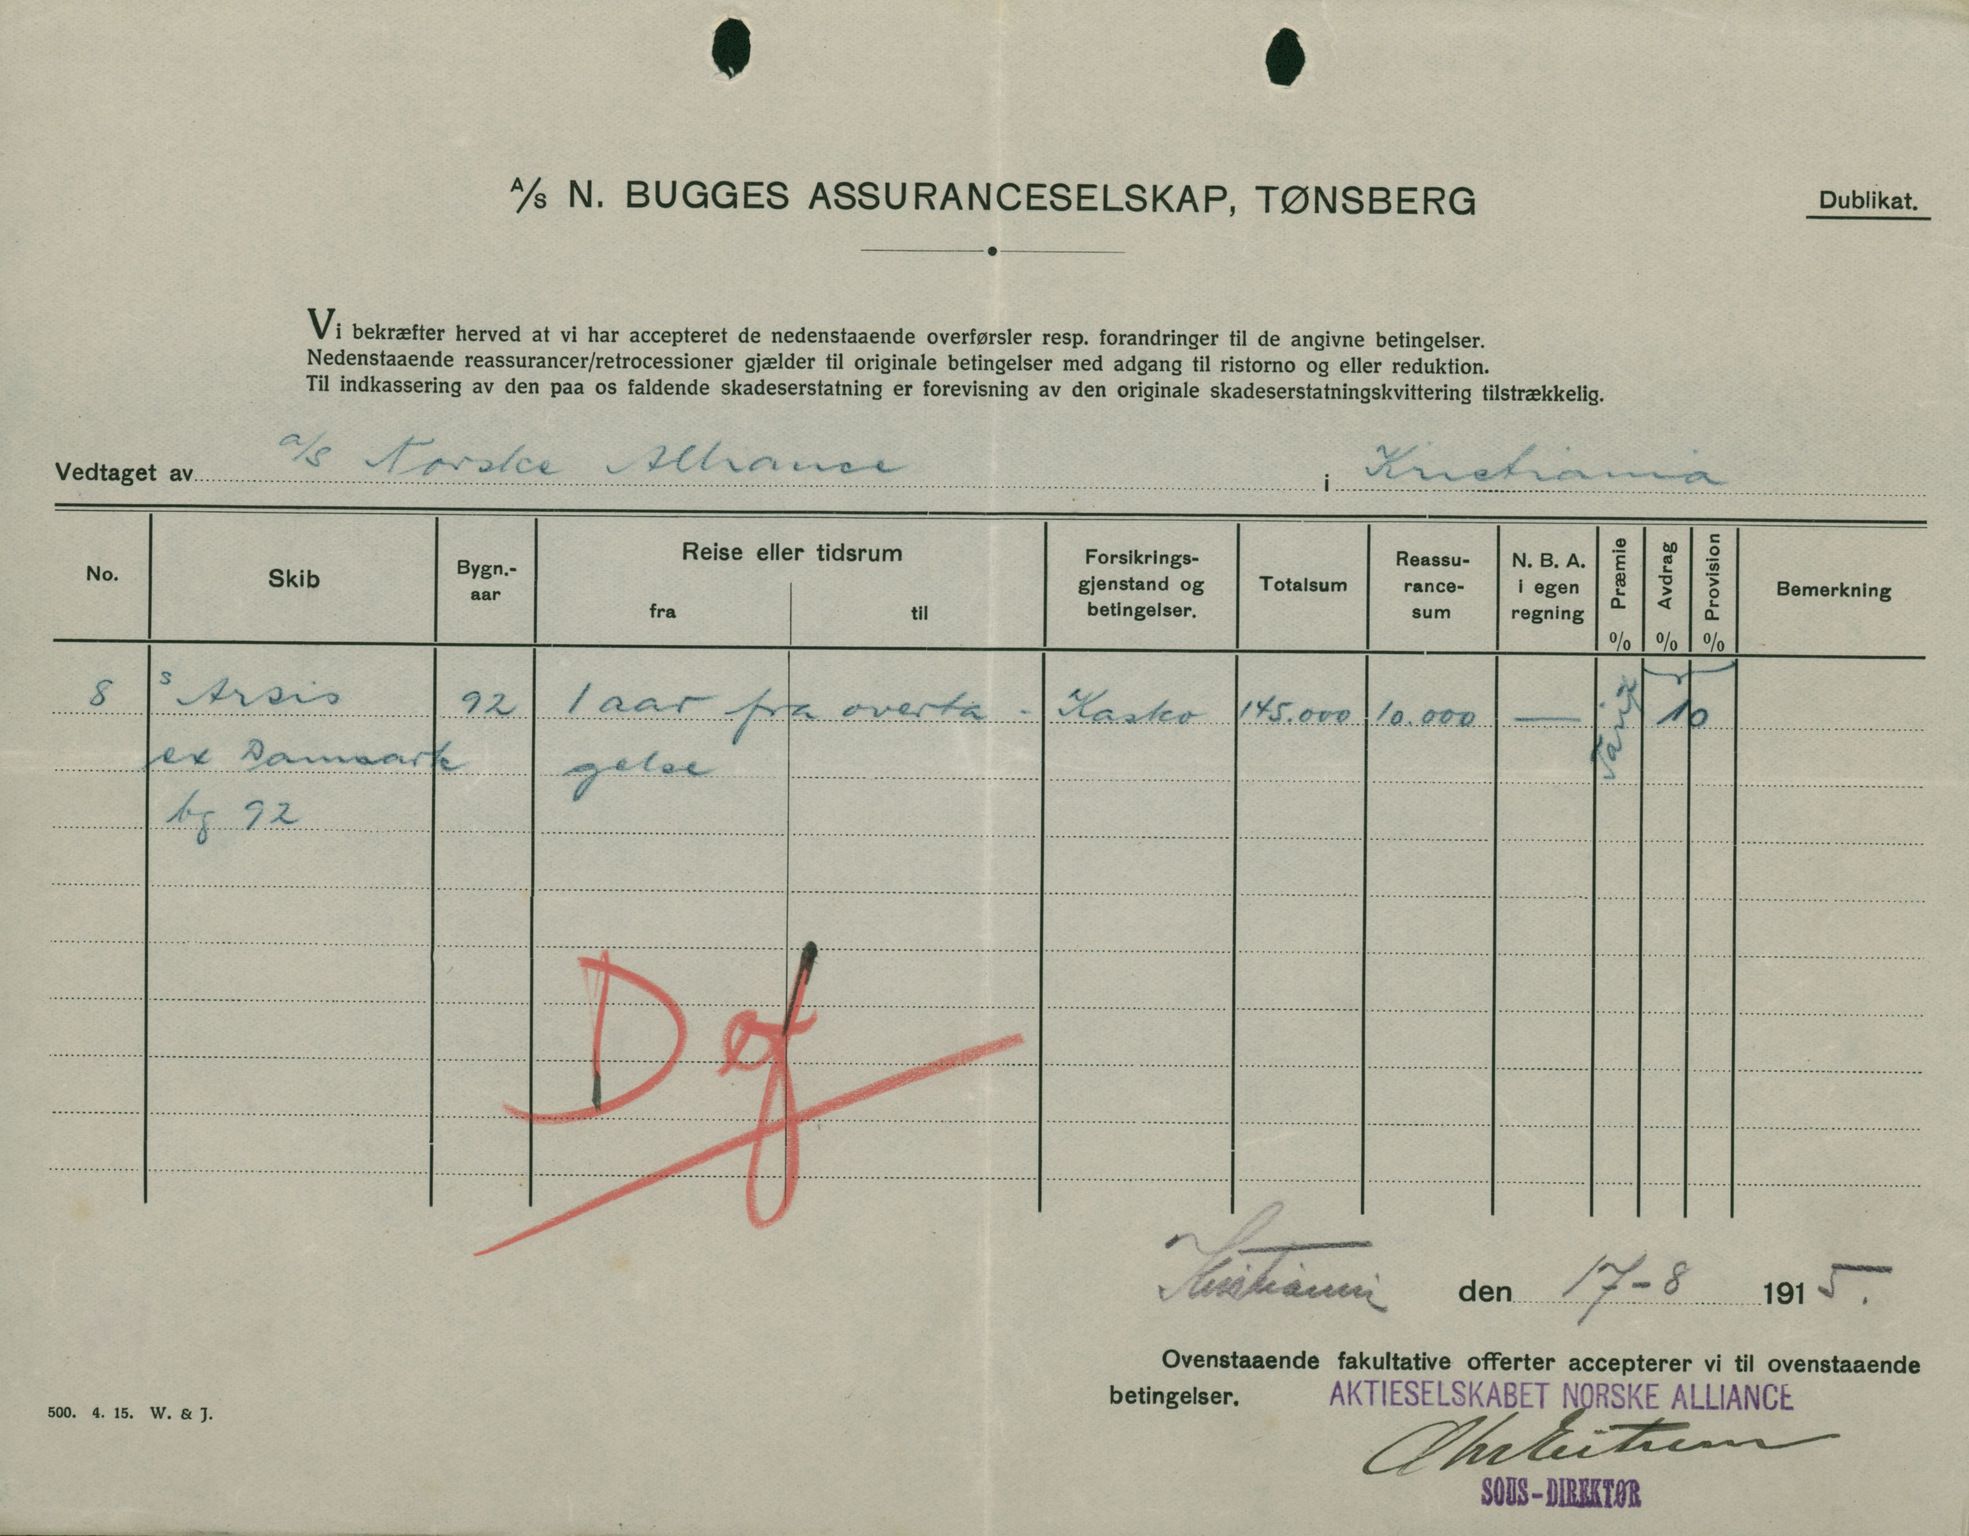 A/S N. BUGGES ASSURANCESELSKAP, TØNSBERG
Dublikat.
Vi bekræfter herved at vi har accepteret de nedenstaaende overførsler resp. forandringer til de angivne betingelser.
Nedenstaaende reassurancer/retrocessioner gjælder til originale betingelser med adgang til ristorno og eller reduktion.
Til indkassering av den paa os faldende skadeserstatning er forevisning av den originale skadeserstatningskvittering tilstrækkelig.
Vedtaget av a/s Norske Alliance i Kristiania
No. Skib Bygn.-aar Reise eller tidsrum fra til Forsikrings-gjenstand og betingelser. Totalsum Reassu-rance-sum N. B. A. i egen regning Præmie % Avdrag % Provision % Bemerkning
8 s Arsis 92 1 aar fra overta- Kasko 145.000 10.000 — Tarif 10
ex Danmark gelse
bg 92
Kristiania den 17-8 1915.
Ovenstaaende fakultative offerter accepterer vi til ovenstaaende
betingelser. AKTIESELSKABET NORSKE ALLIANCE
SOUS-DIREKTØR
500. 4. 15. W. & J.